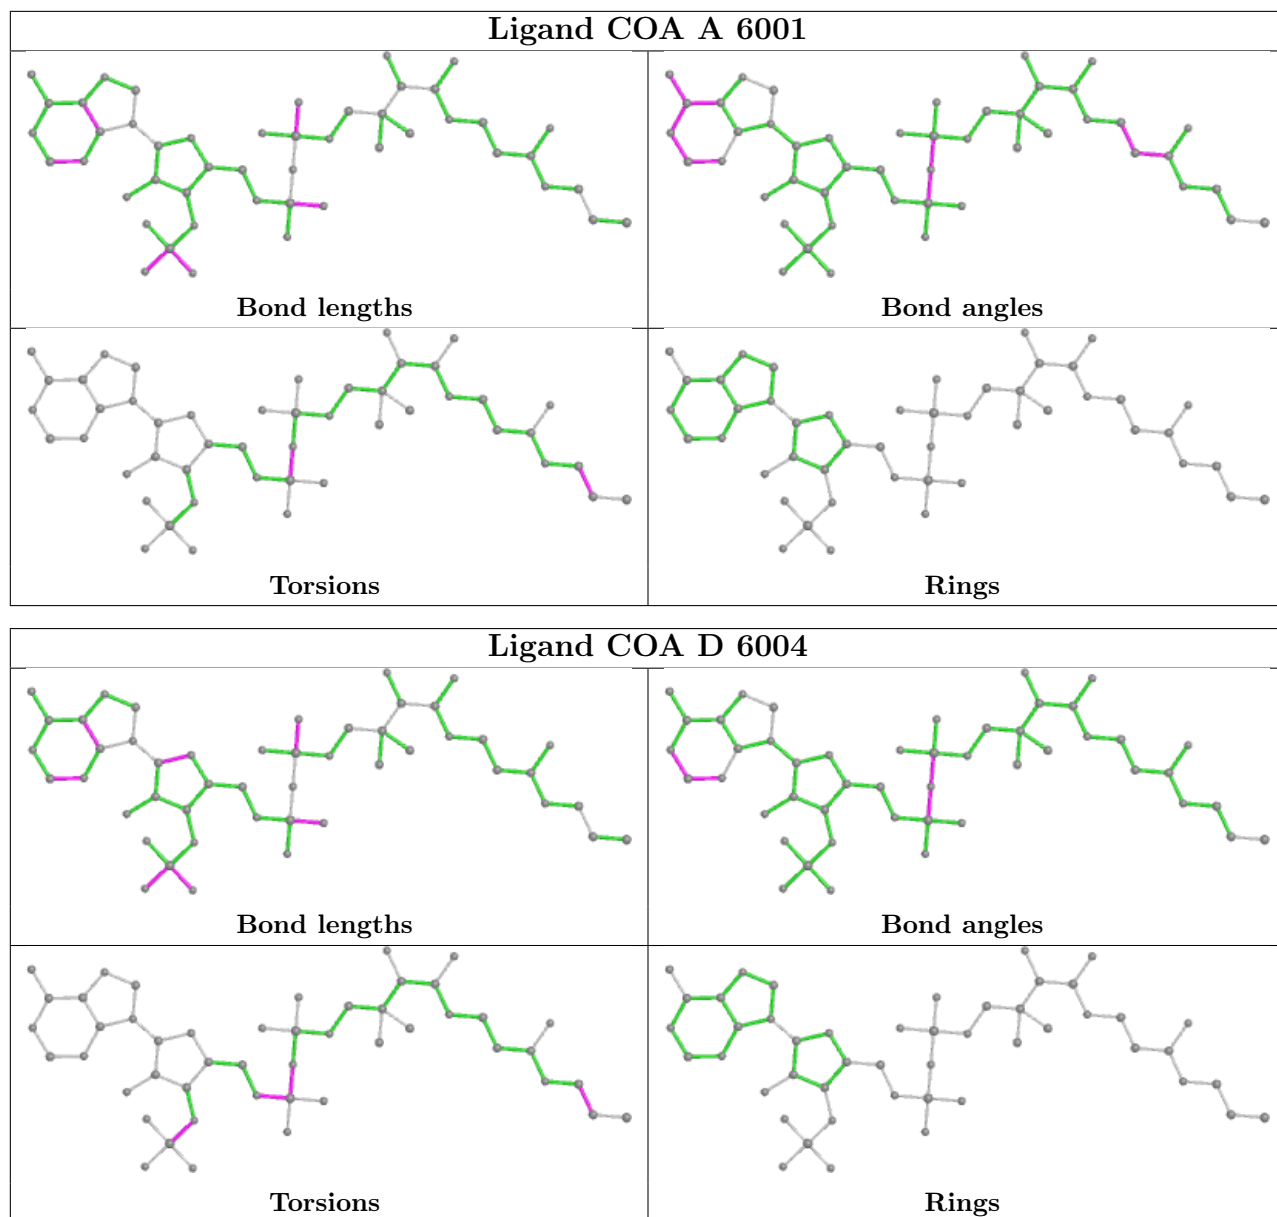 Ligand COA A 6001
Bond lengths
Bond angles
Torsions
Rings
Ligand COA D 6004
Bond lengths
Bond angles
Torsions
Rings